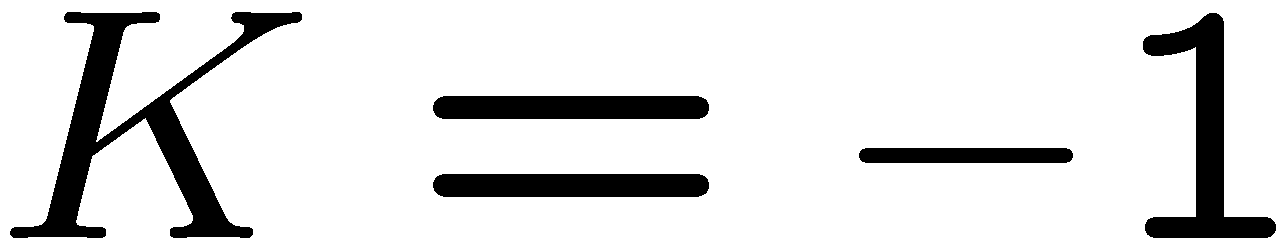 K = −1